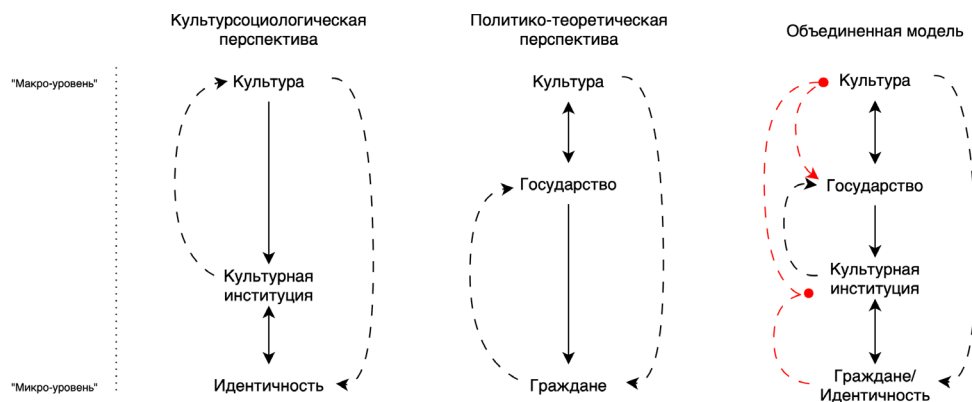 Культурсоциологическая
перспектива
Политико-теоретическая
перспектива
Объединенная модель
"Макро-уровень"
Культура
Культура
Культура
Государство
Государство
Культурная
институция
Культурная
институция
"Микро-уровень"
Идентичность
Граждане
Граждане/
Идентичность